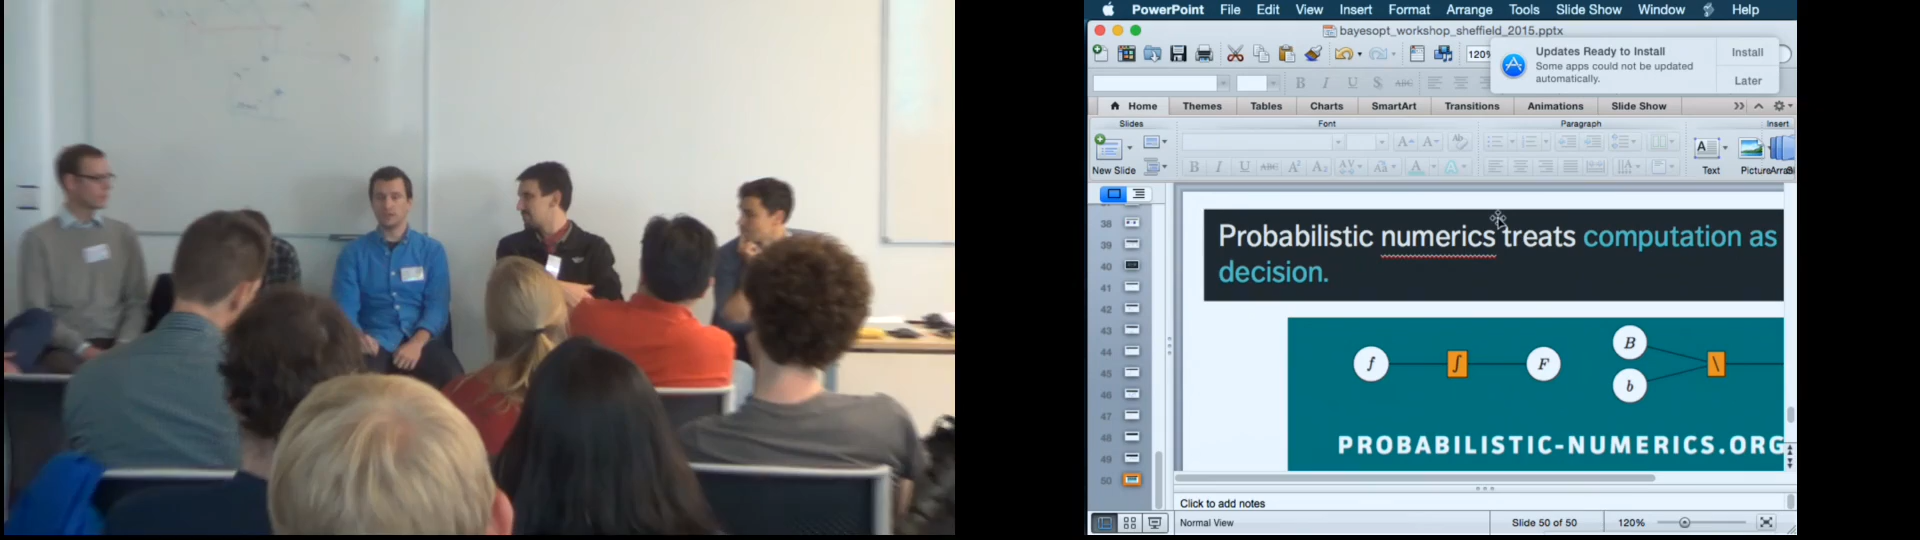 PowerPoint File Edit View Insert Format Arrange Tools Slide Show Window Help
bayesopt_workshop_sheffield_2015.pptx
Updates Ready to Install
Some apps could not be updated
automatically.
Install
Later
120%
Home Themes Tables Charts SmartArt Transitions Animations Slide Show
Slides Font Paragraph Insert
New Slide Text Picture
38
39
40
41
42
43
44
45
46
47
48
49
50
Probabilistic numerics treats computation as
decision.
f ∫ F
B
b
\
PROBABILISTIC-NUMERICS.ORG
Click to add notes
Normal View Slide 50 of 50 120%